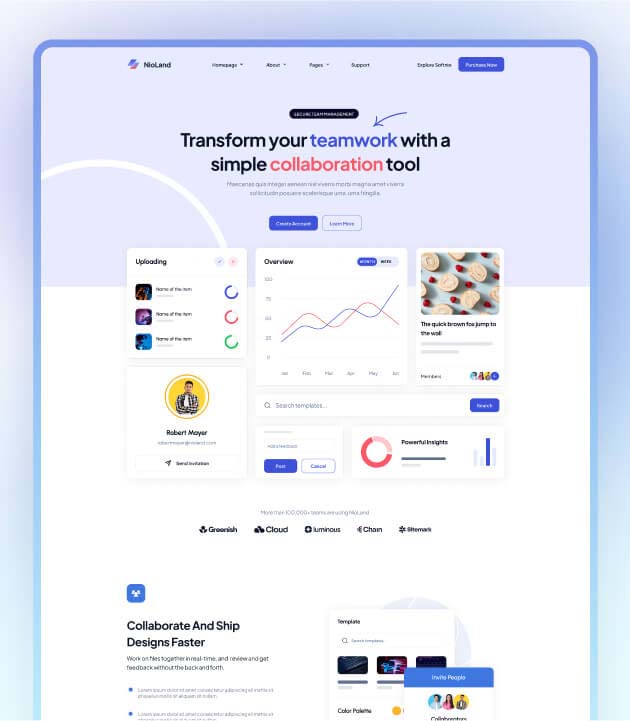 NioLand
Homepage
About
Pages
Support
Explore Softnio
Purchase Now
SECURE TEAM MANAGEMENT
Transform your teamwork with a
simple collaboration tool
Maecenas quis integer aenean nisl viverra morbi magna amet viverra
sollicitudin posuere scelerisque urna, urna fringilla.
Create Account
Learn More
Uploading
Name of the item
Name of the item
Name of the item
Overview
MONTH
WEEK
100
75
50
25
0
Jan
Feb
Mar
Apr
May
Jun
The quick brown fox jump to
the wall
Members
Robert Mayer
robertmayer@nioland.com
Send Invitation
Search templates...
Search
Add a feedback
Post
Cancel
Powerful Insights
More than 100,000+ teams are using NioLand
Greenish
Cloud
luminous
Chain
Sitemark
Collaborate And Ship
Designs Faster
Work on files together in real-time, and review and get
feedback without the back and forth.
Lorem ipsum dolor sit amet consectetur adipiscing et mattis sit
phasellus mollis sit aliquam sit nullam.
Lorem ipsum dolor sit amet consectetur adipiscing et mattis sit
Template
Search templates
Color Palette
Invite People
Collaborators